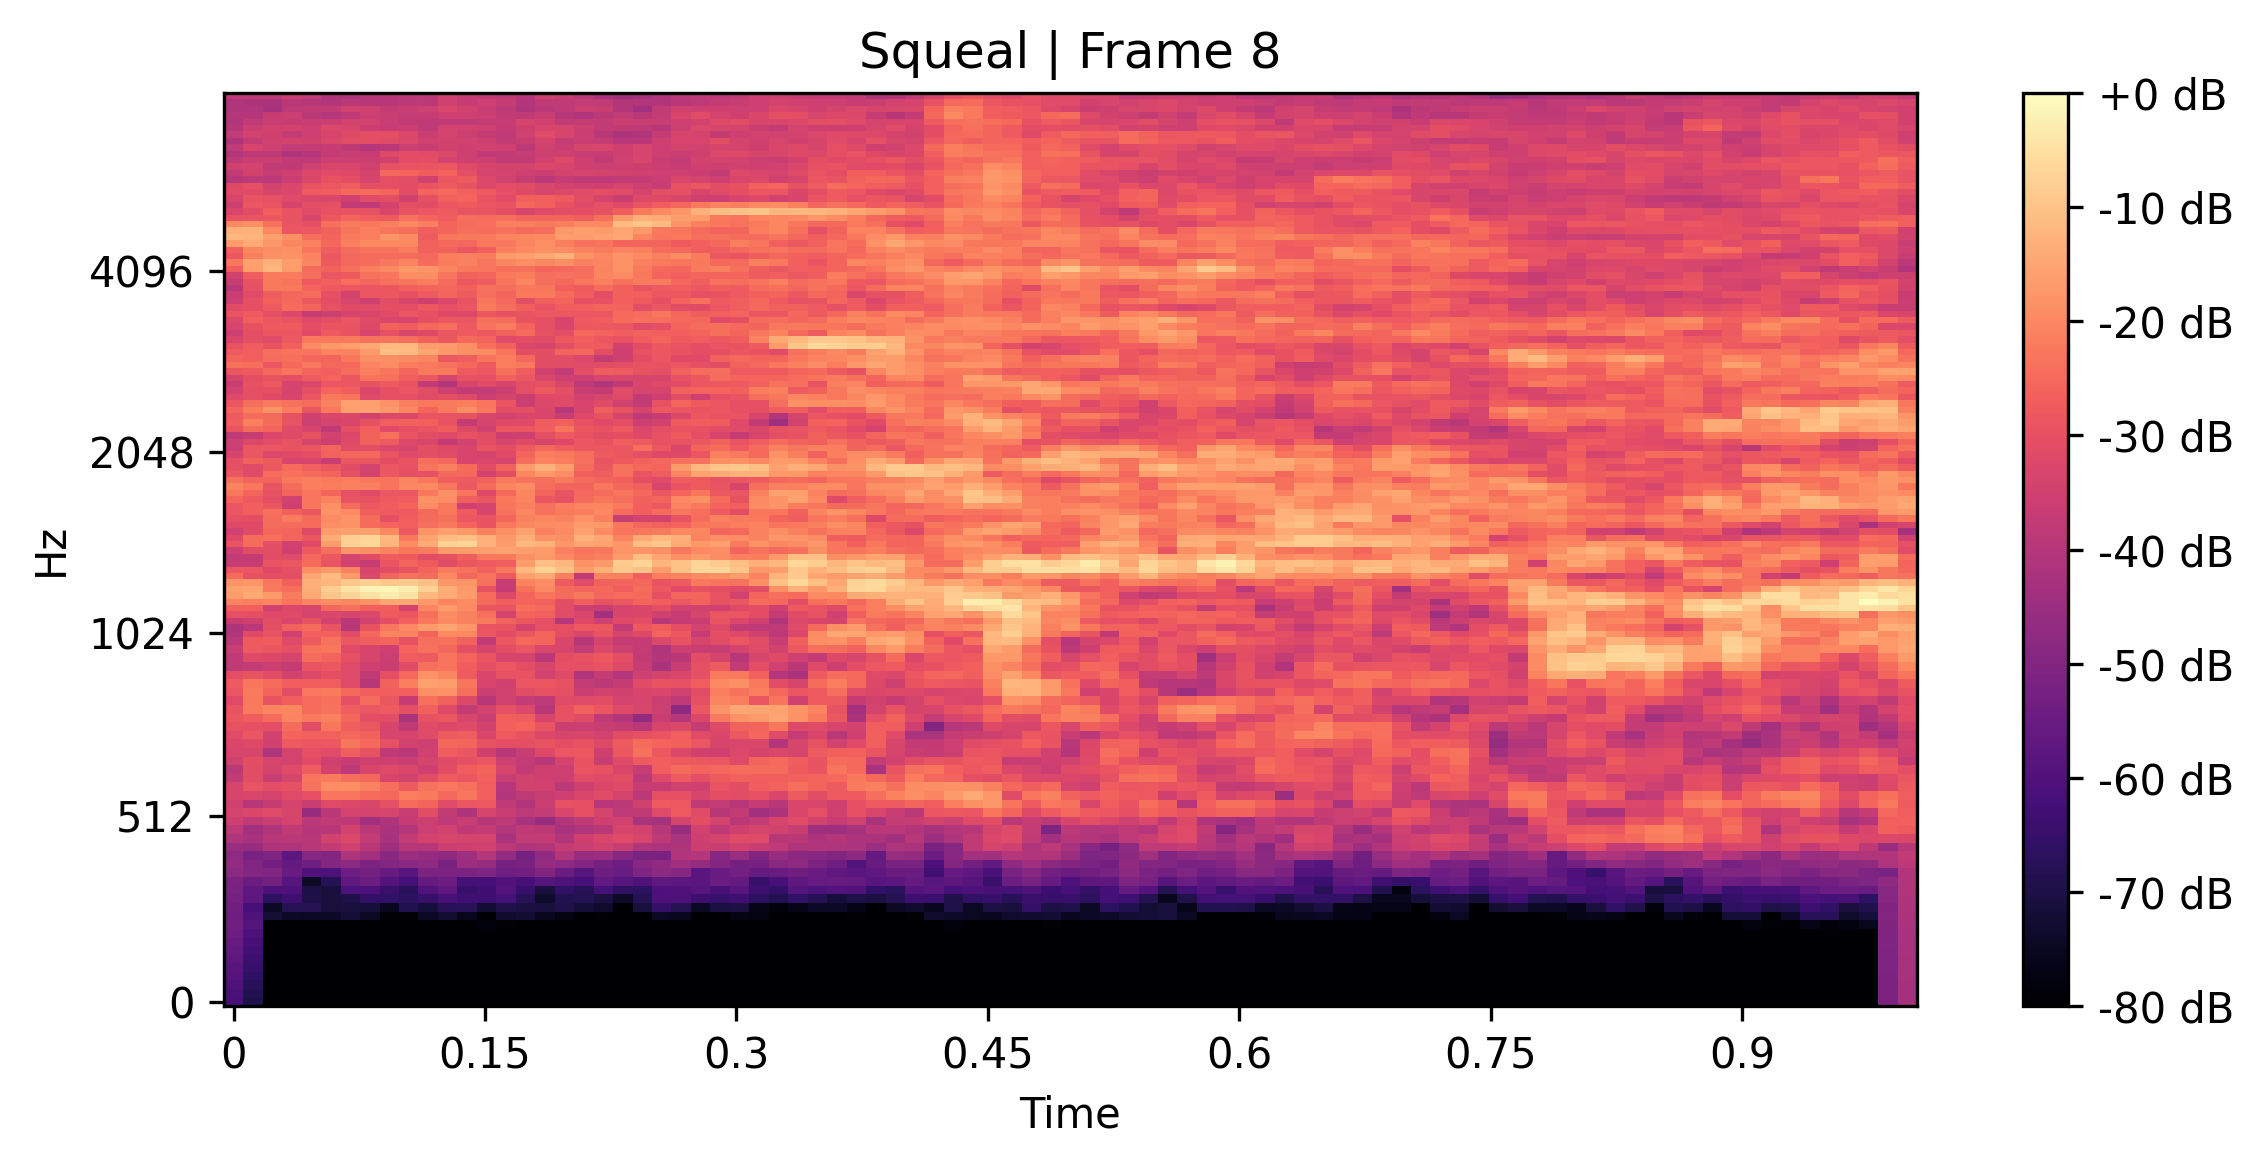 Squeal | Frame 8
+0 dB
-10 dB
-20 dB
-30 dB
-40 dB
-50 dB
-60 dB
-70 dB
-80 dB
Hz
4096
2048
1024
512
0
0 0.15 0.3 0.45 0.6 0.75 0.9
Time